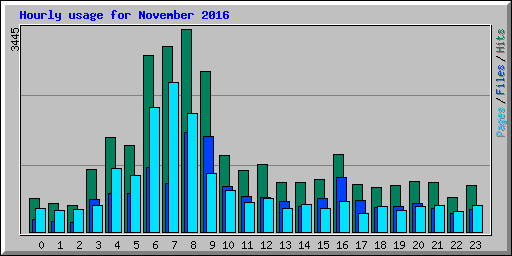 Hourly usage for November 2016
3445
Pages / Files / Hits
0 1 2 3 4 5 6 7 8 9 10 11 12 13 14 15 16 17 18 19 20 21 22 23